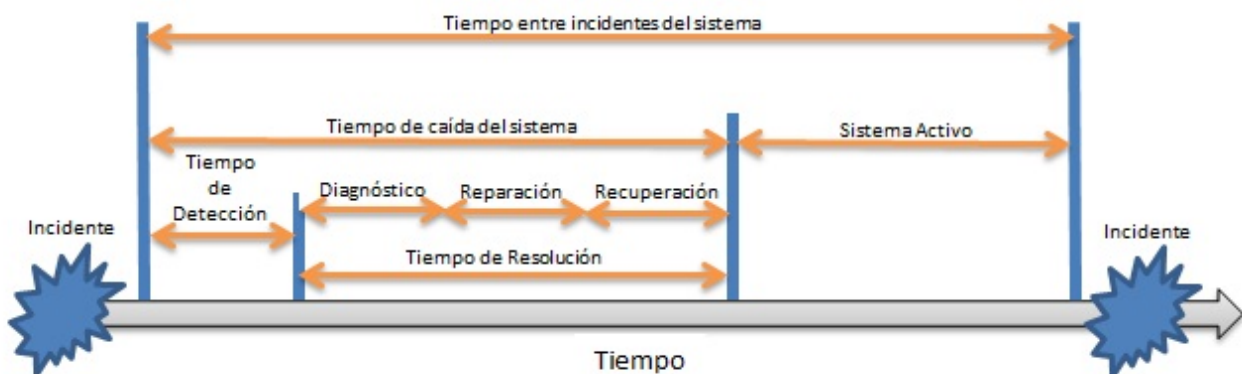 Tiempo entre incidentes del sistema
Tiempo de caída del sistema
Sistema Activo
Tiempo
de
Detección
Diagnóstico
Reparación
Recuperación
Incidente
Incidente
Tiempo de Resolución
Tiempo